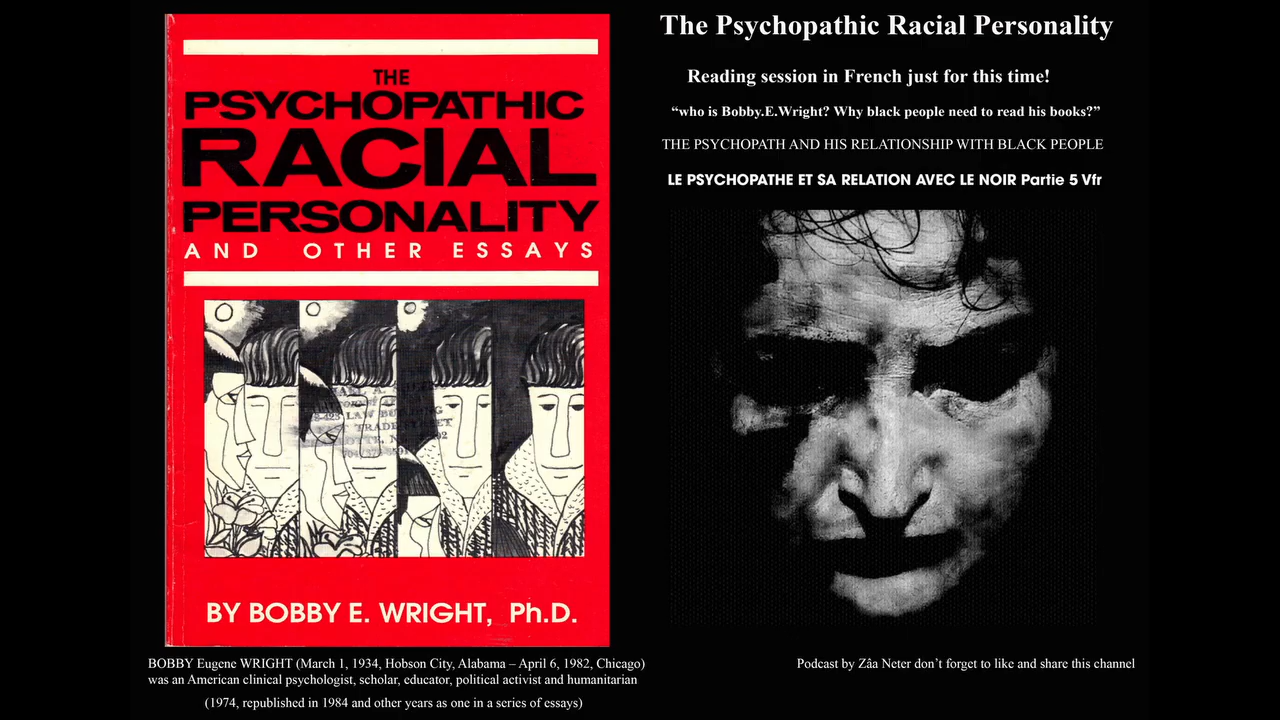 THE
PSYCHOPATHIC
RACIAL
PERSONALITY
AND OTHER ESSAYS
LAW BUILDING
TRADE STREET
BY BOBBY E. WRIGHT, Ph.D.
BOBBY Eugene WRIGHT (March 1, 1934, Hobson City, Alabama – April 6, 1982, Chicago)
was an American clinical psychologist, scholar, educator, political activist and humanitarian
(1974, republished in 1984 and other years as one in a series of essays)
The Psychopathic Racial Personality
Reading session in French just for this time!
“who is Bobby.E.Wright? Why black people need to read his books?”
THE PSYCHOPATH AND HIS RELATIONSHIP WITH BLACK PEOPLE
LE PSYCHOPATHE ET SA RELATION AVEC LE NOIR Partie 5 Vfr
Podcast by Zâa Neter don’t forget to like and share this channel